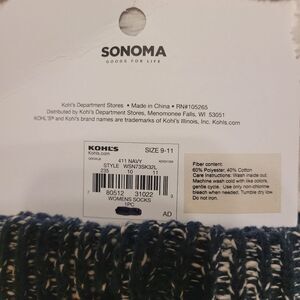 SONOMA
GOODS FOR LIFE
Kohl's Department Stores • Made in China • RN#105265
Distributed by Kohl's Department Stores, Menomonee Falls, WI 53051
KOHL'S® and Kohl's brand names are trademarks of Kohl's Illinois, Inc. Kohl's.com
KOHL'S
Kohls.com
SIZE 9-11
411 NAVY
STYLE WSN73SK32L
235 10 11
80512 31022
WOMENS SOCKS
1PC
AD
Fiber content:
60% Polyester, 40% Cotton
Care Instructions: Wash inside out.
Machine wash cold with like colors,
gentle cycle. Use only non-chlorine
bleach when needed, Tumble dry low.
Do not iron.